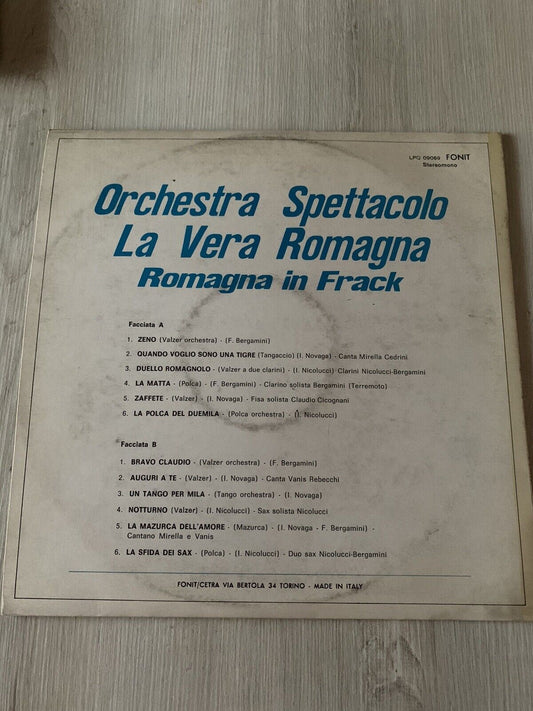 LPQ 09069 FONIT
Stereomono
Orchestra Spettacolo
La Vera Romagna
Romagna in Frack
Facciata A
1. ZENO (Valzer orchestra) - (F. Bergamini)
2. QUANDO VOGLIO SONO UNA TIGRE (Tangaccio) (I. Novaga) - Canta Mirella Cedrini
3. DUELLO ROMAGNOLO - (Valzer a due clarini) - (I. Nicolucci) Clarini Nicolucci-Bergamini
4. LA MATTA - (Polca) - (F. Bergamini) - Clarino solista Bergamini (Terremoto)
5. ZAFFETE - (Valzer) - (I. Novaga) - Fisa solista Claudio Cicognani
6. LA POLCA DEL DUEMILA - (Polca orchestra) - (I. Nicolucci)
Facciata B
1. BRAVO CLAUDIO - (Valzer orchestra) - (F. Bergamini)
2. AUGURI A TE - (Valzer) - (I. Novaga) - Canta Vanis Rebecchi
3. UN TANGO PER MILA - (Tango orchestra) - (I. Novaga)
4. NOTTURNO (Valzer) - (I. Nicolucci) - Sax solista Nicolucci
5. LA MAZURCA DELL'AMORE - (Mazurca) - (I. Novaga - F. Bergamini) -
Cantano Mirella e Vanis
6. LA SFIDA DEI SAX - (Polca) - (I. Nicolucci) - Duo sax Nicolucci-Bergamini
FONIT/CETRA VIA BERTOLA 34 TORINO - MADE IN ITALY